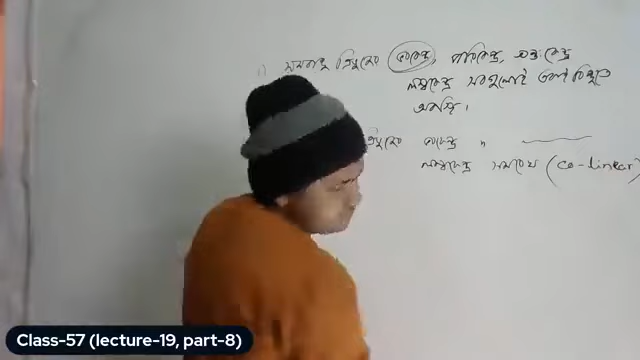 সমবাহু ত্রিভুজের ভরকেন্দ্র, পরিকেন্দ্র, অন্তঃকেন্দ্র
লম্বকেন্দ্র সবগুলোই একই বিন্দুতে
অবস্থিত।
ত্রিভুজের ভরকেন্দ্র,
লম্বকেন্দ্র সমরেখ (co-linear)
Class-57 (lecture-19, part-8)